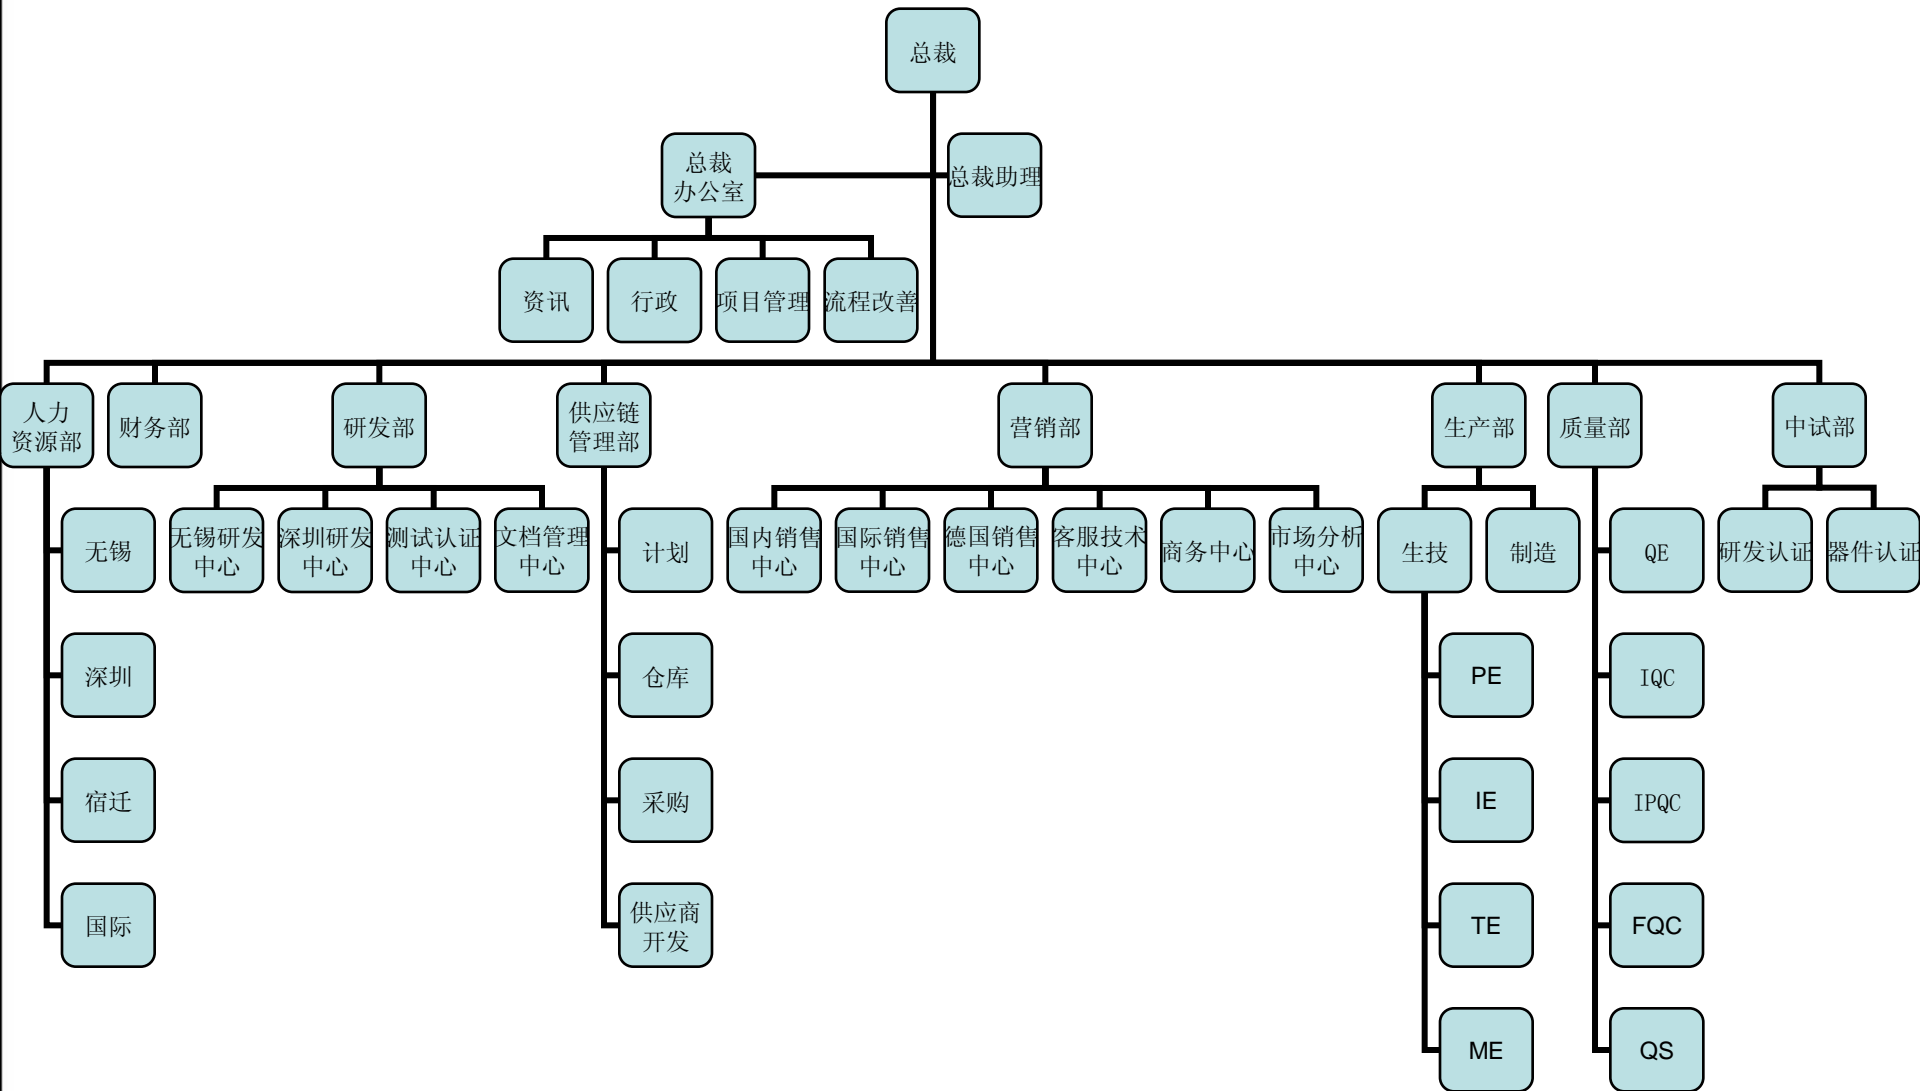 总裁
总裁
办公室
总裁助理
资讯
行政
项目管理
流程改善
人力
资源部
财务部
研发部
供应链
管理部
营销部
生产部
质量部
中试部
无锡
无锡研发
中心
深圳研发
中心
测试认证
中心
文档管理
中心
计划
国内销售
中心
国际销售
中心
德国销售
中心
客服技术
中心
商务中心
市场分析
中心
生技
制造
QE
研发认证
器件认证
深圳
仓库
PE
IQC
宿迁
采购
IE
IPQC
国际
供应商
开发
TE
FQC
ME
QS